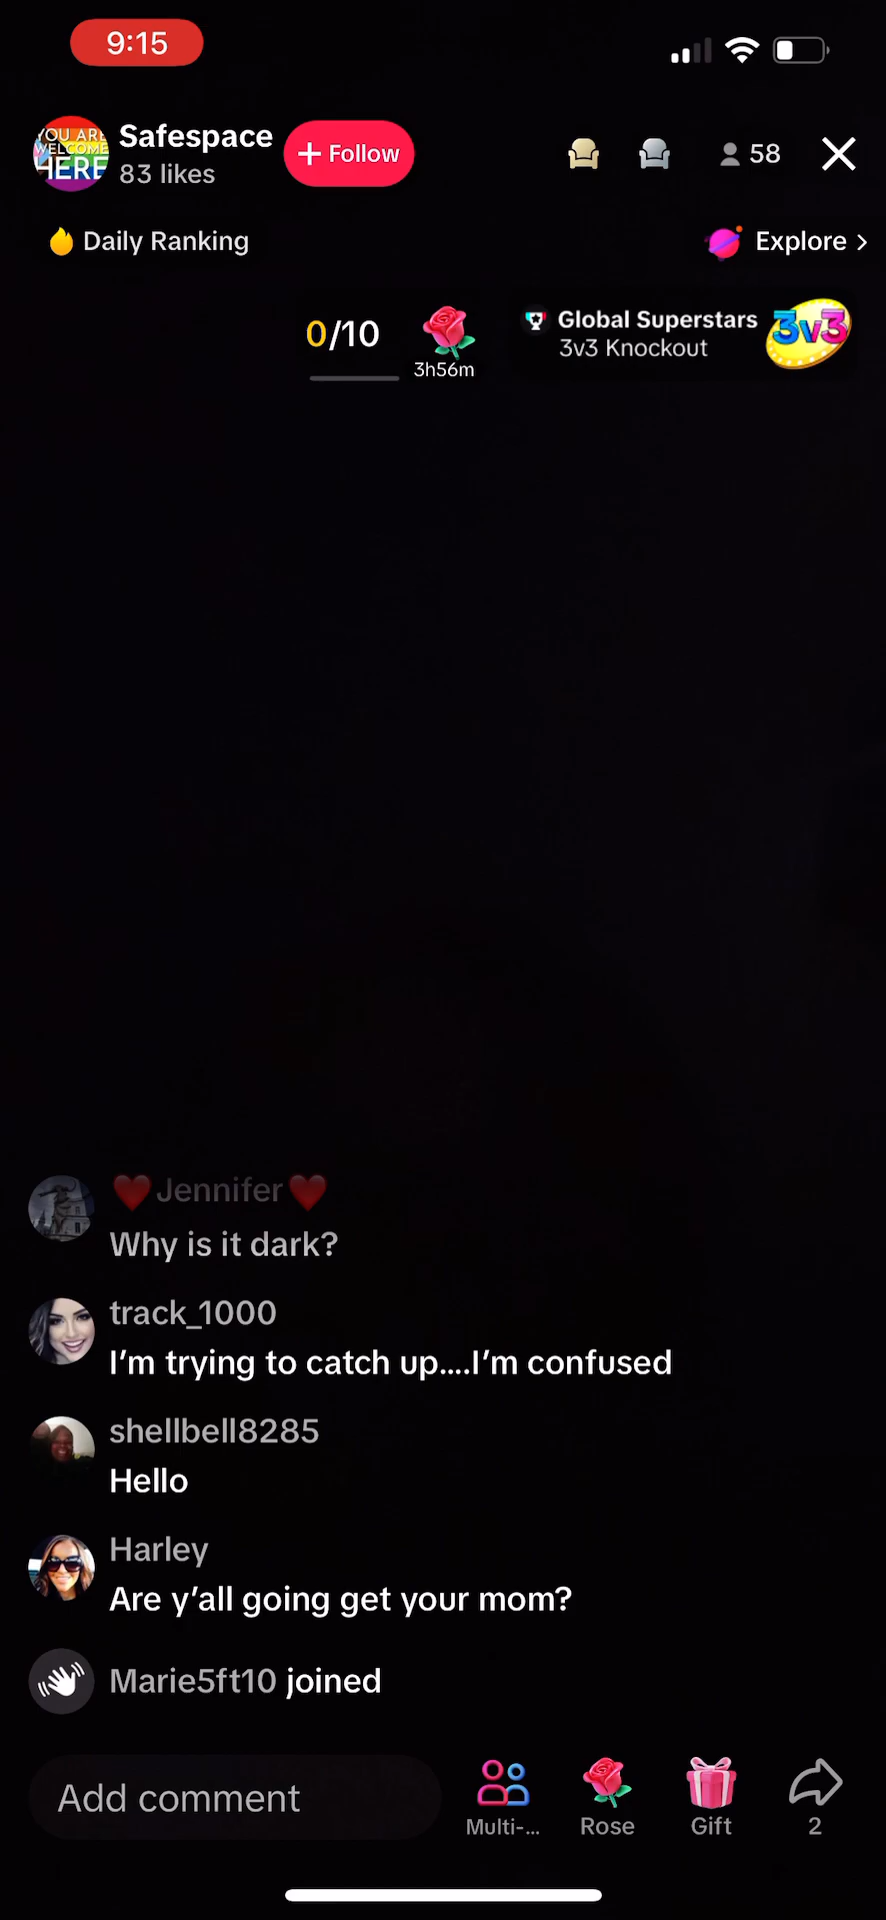 9:15
YOU ARE
WELCOME
HERE
Safespace
83 likes
+ Follow
58
Daily Ranking
Explore >
0/10
3h56m
Global Superstars
3v3 Knockout
3v3
❤️Jennifer❤️
Why is it dark?
track_1000
I'm trying to catch up....I'm confused
shellbell8285
Hello
Harley
Are y'all going get your mom?
Marie5ft10 joined
Add comment
Multi-...
Rose
Gift
2